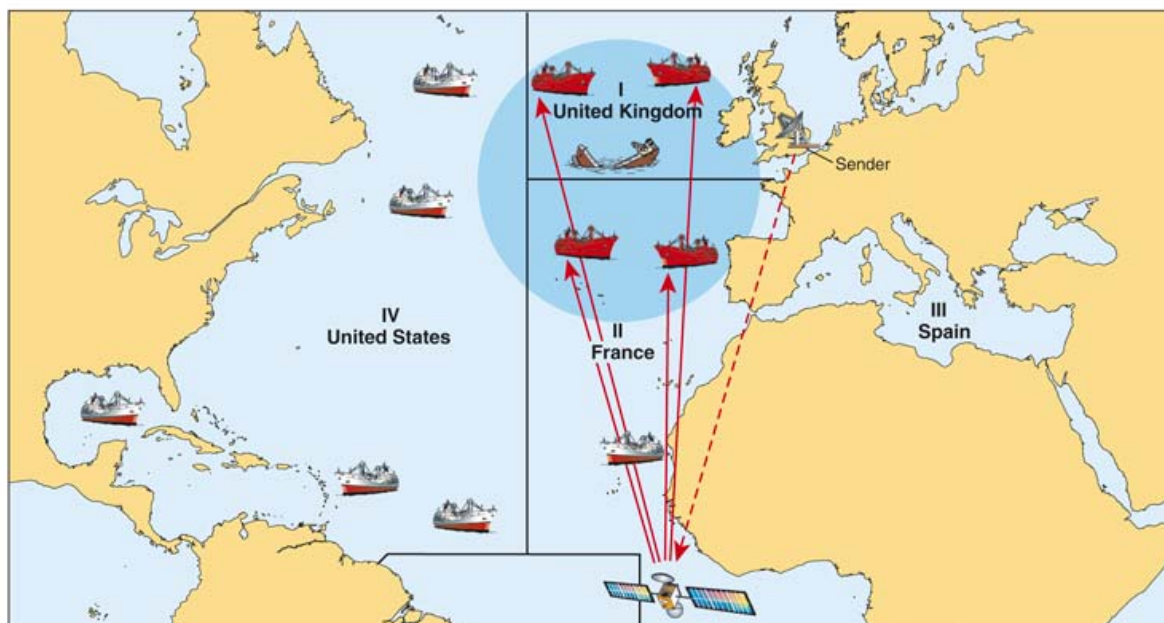 I
United Kingdom
Sender
IV
United States
II
France
III
Spain